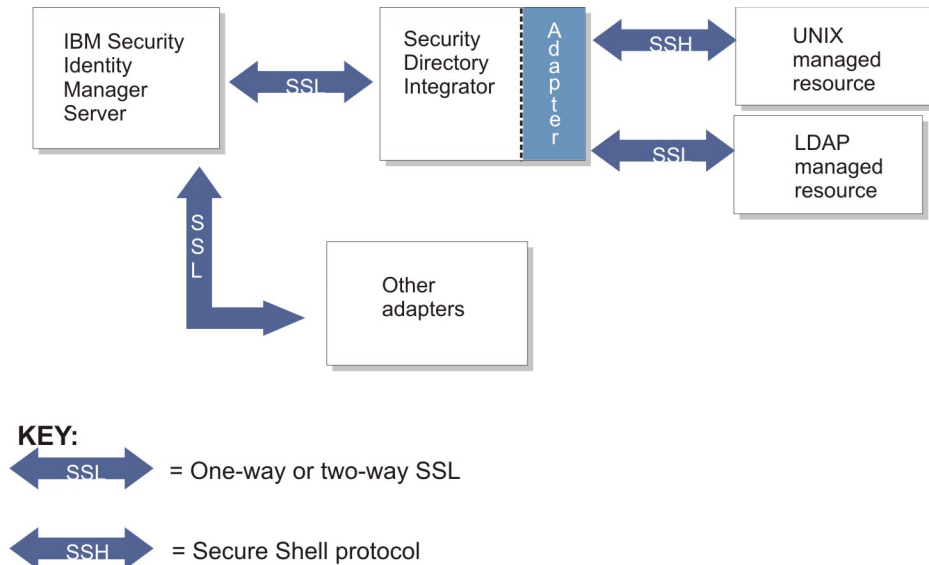 IBM Security
Identity
Manager
Server
SSL
Security
Directory
Integrator
Adapter
SSH
UNIX
managed
resource
SSL
LDAP
managed
resource
SSL
Other
adapters
KEY:
SSL = One-way or two-way SSL
SSH = Secure Shell protocol